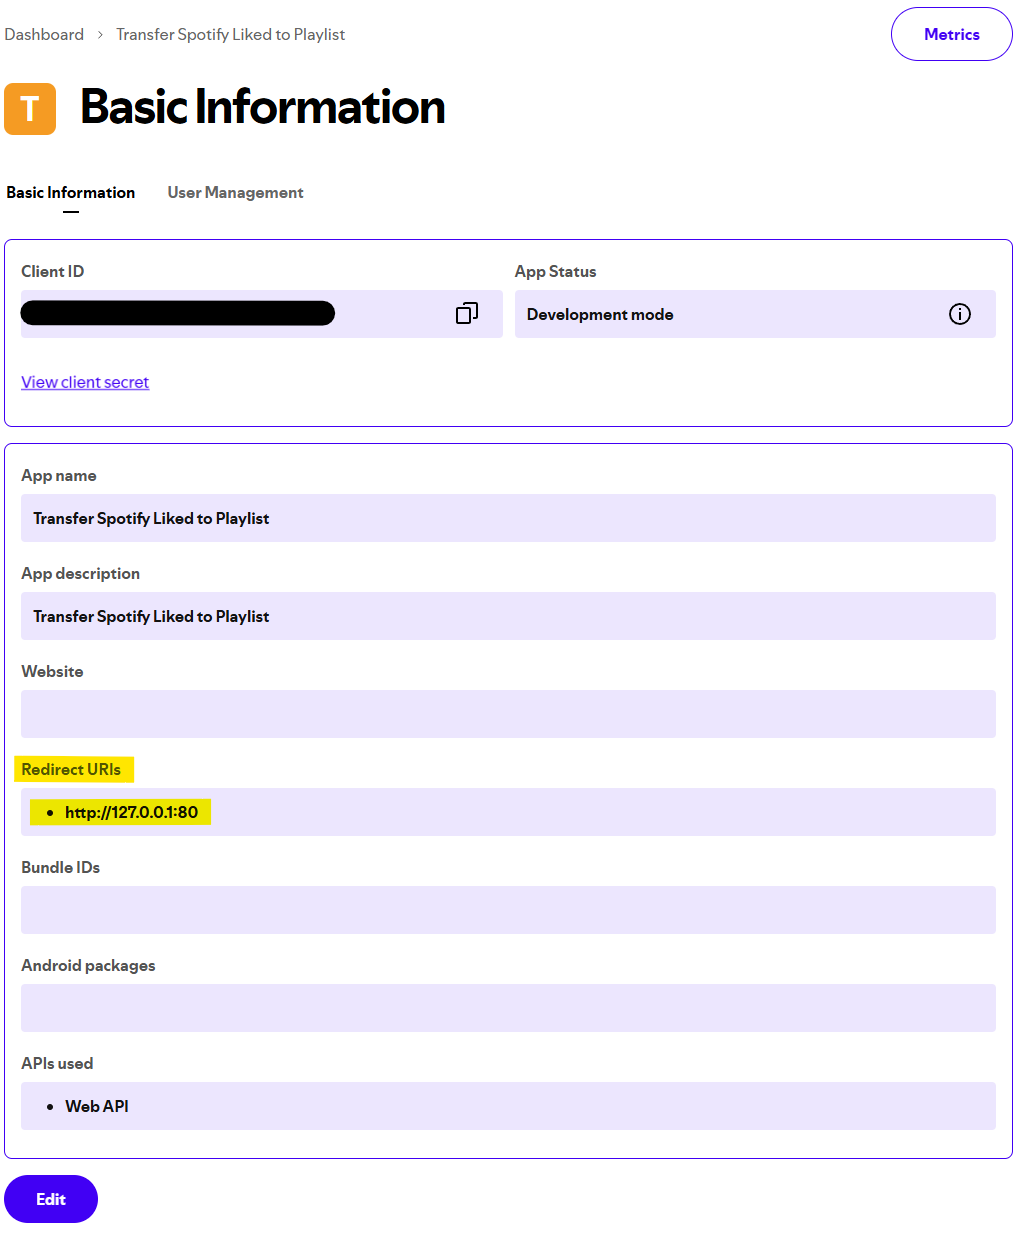 Dashboard > Transfer Spotify Liked to Playlist
Metrics
T
Basic Information
Basic Information User Management
Client ID
App Status
Development mode
View client secret
App name
Transfer Spotify Liked to Playlist
App description
Transfer Spotify Liked to Playlist
Website
Redirect URIs
• http://127.0.0.1:80
Bundle IDs
Android packages
APIs used
• Web API
Edit